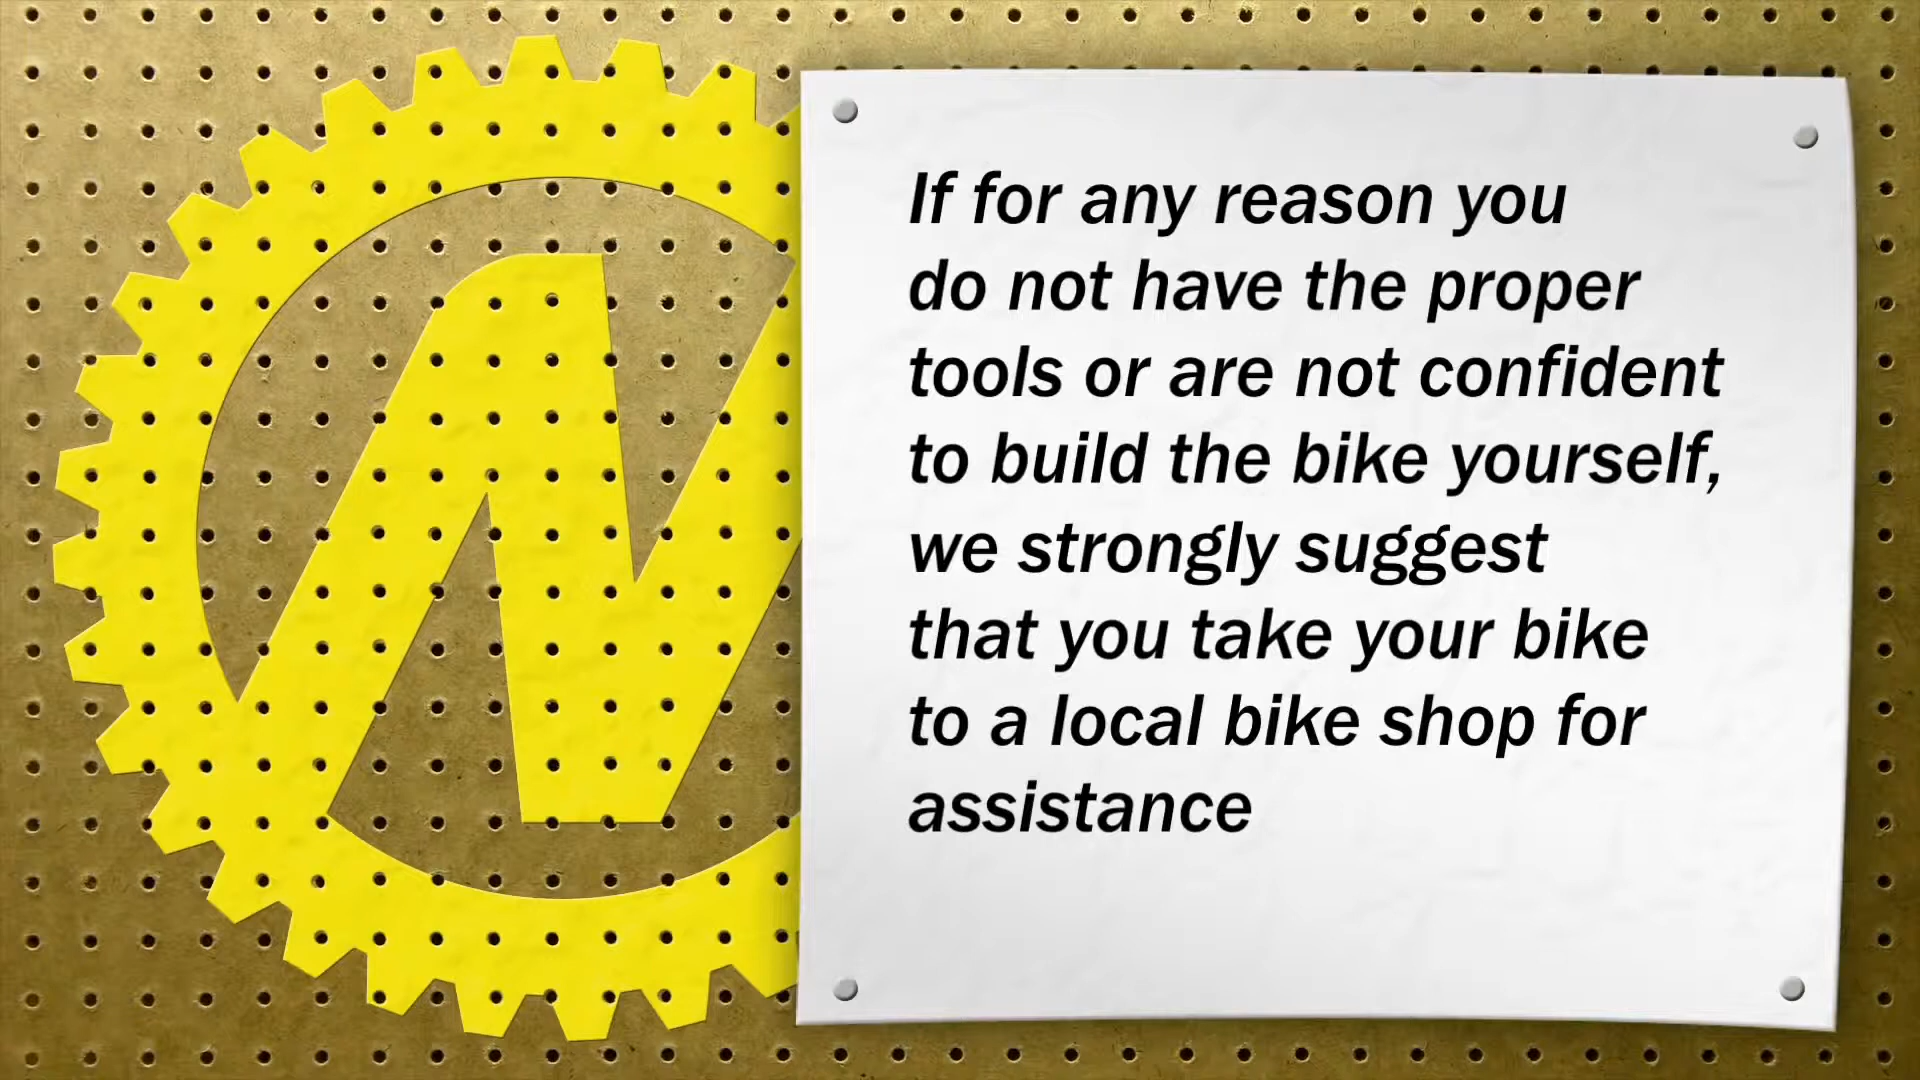 If for any reason you
do not have the proper
tools or are not confident
to build the bike yourself,
we strongly suggest
that you take your bike
to a local bike shop for
assistance